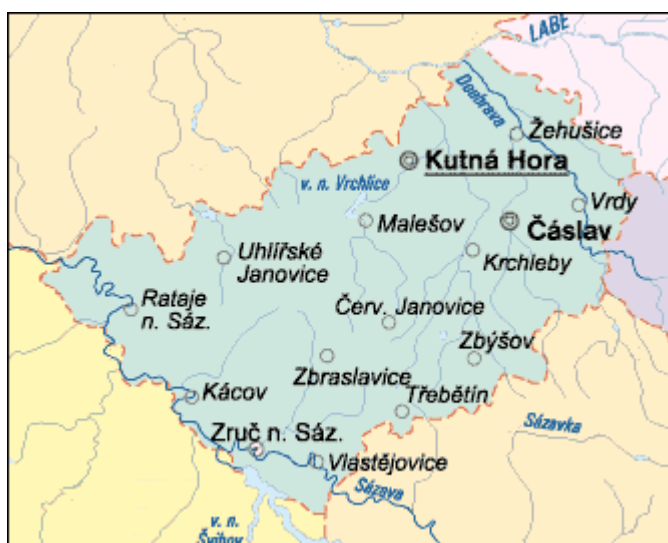 LABE
Doubrava
Žehušice
Kutná Hora
v. n. Vrchlice
Vrdy
Malešov
Čáslav
Uhlířské
Janovice
Krchleby
Rataje
n. Sáz.
Červ. Janovice
Zbýšov
Zbraslavice
Kácov
Třebětín
Sázavka
Zruč n. Sáz.
Vlastějovice
Sázava
v. n.
Švihov